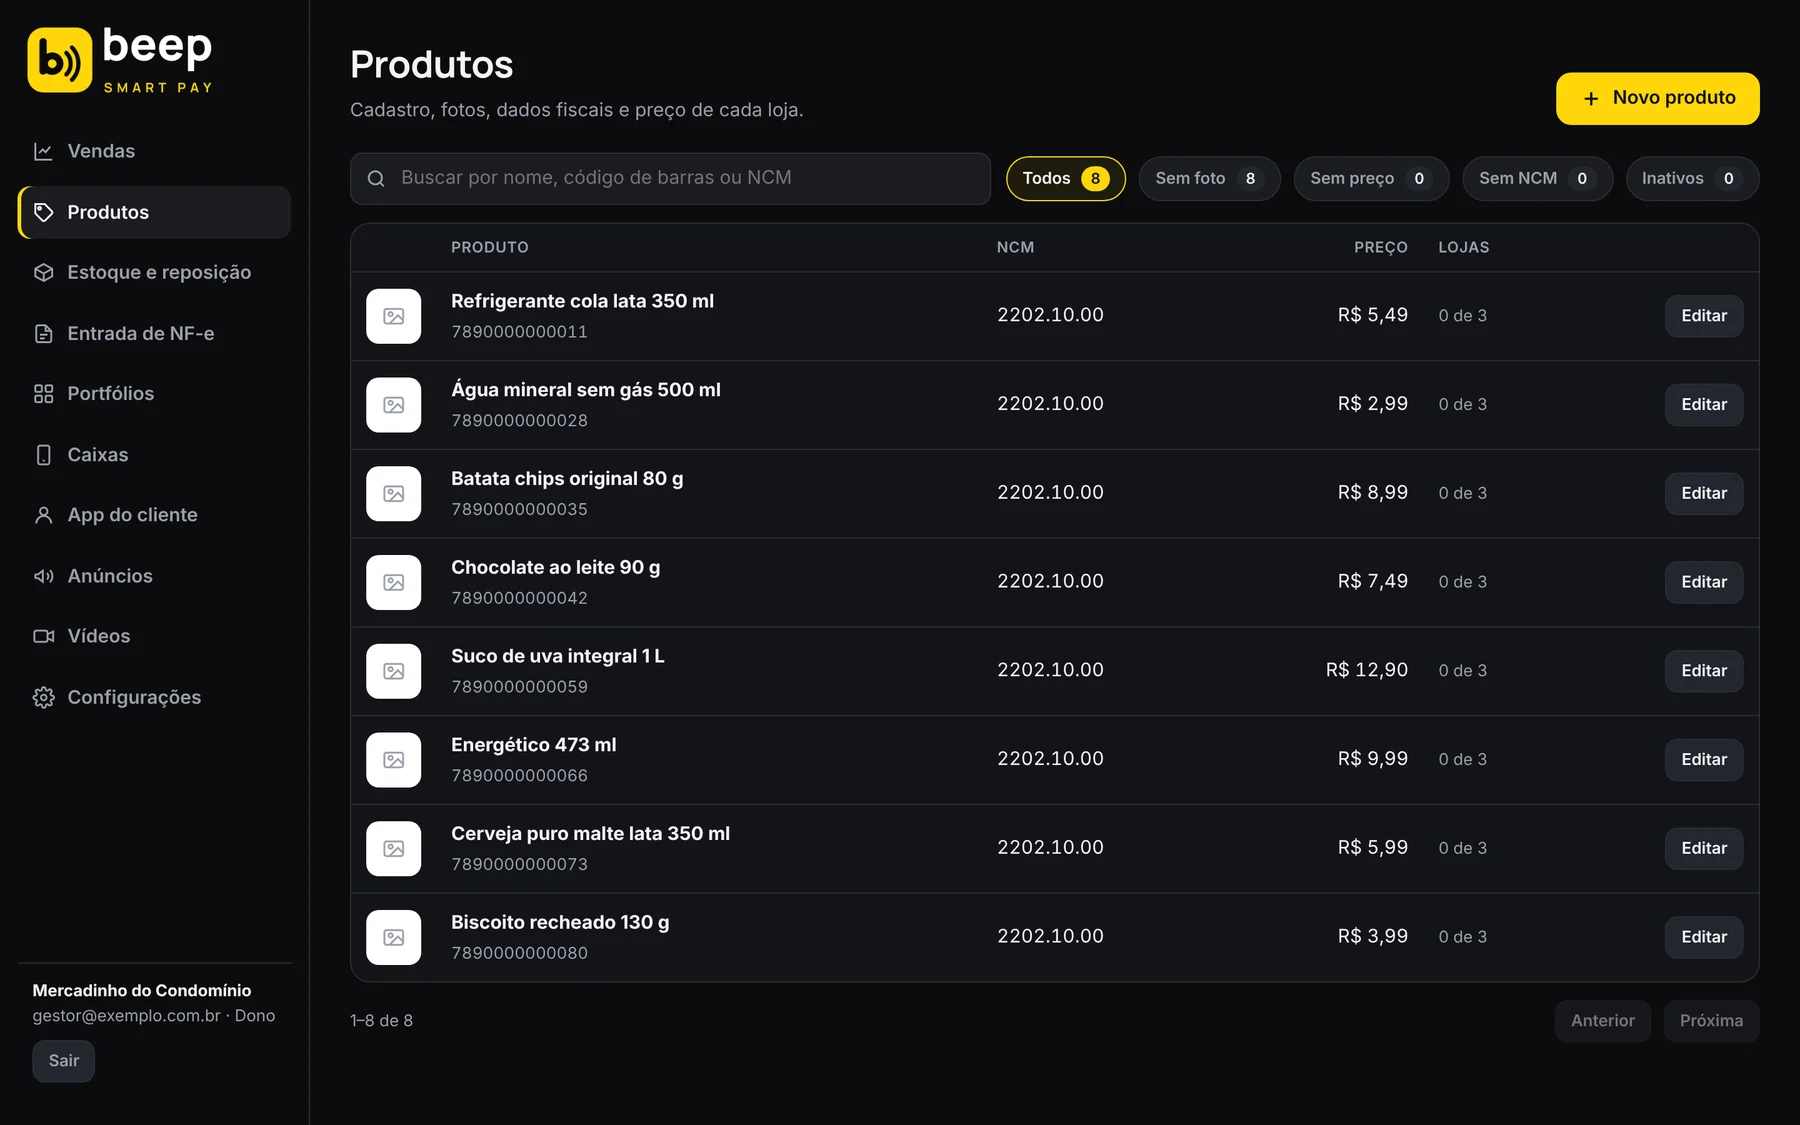 beep
SMART PAY
Vendas
Produtos
Estoque e reposição
Entrada de NF-e
Portfólios
Caixas
App do cliente
Anúncios
Vídeos
Configurações
Mercadinho do Condomínio
gestor@exemplo.com.br · Dono
Sair
Produtos
Cadastro, fotos, dados fiscais e preço de cada loja.
+ Novo produto
Buscar por nome, código de barras ou NCM
Todos 8
Sem foto 8
Sem preço 0
Sem NCM 0
Inativos 0
PRODUTO NCM PREÇO LOJAS
Refrigerante cola lata 350 ml
7890000000011
2202.10.00 R$ 5,49 0 de 3 Editar
Água mineral sem gás 500 ml
7890000000028
2202.10.00 R$ 2,99 0 de 3 Editar
Batata chips original 80 g
7890000000035
2202.10.00 R$ 8,99 0 de 3 Editar
Chocolate ao leite 90 g
7890000000042
2202.10.00 R$ 7,49 0 de 3 Editar
Suco de uva integral 1 L
7890000000059
2202.10.00 R$ 12,90 0 de 3 Editar
Energético 473 ml
7890000000066
2202.10.00 R$ 9,99 0 de 3 Editar
Cerveja puro malte lata 350 ml
7890000000073
2202.10.00 R$ 5,99 0 de 3 Editar
Biscoito recheado 130 g
7890000000080
2202.10.00 R$ 3,99 0 de 3 Editar
1–8 de 8
Anterior
Próxima